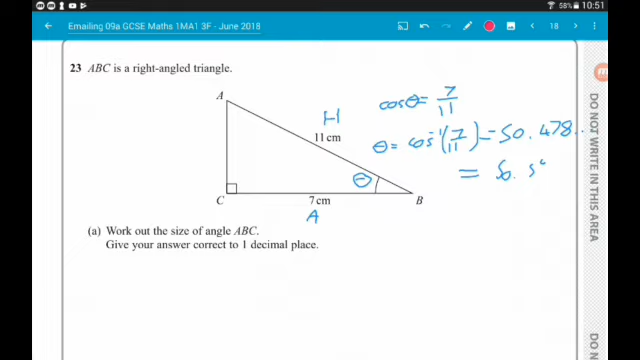 58% 10:51
Emailing 09a GCSE Maths 1MA1 3F - June 2018
18
23 ABC is a right-angled triangle.
A
H
11 cm
cosθ = 7/11
θ = cos⁻¹(7/11) = 50.478...
= 50.5°
θ
C
7 cm
B
A
(a) Work out the size of angle ABC.
Give your answer correct to 1 decimal place.
DO NOT WRITE IN THIS AREA
DO NO